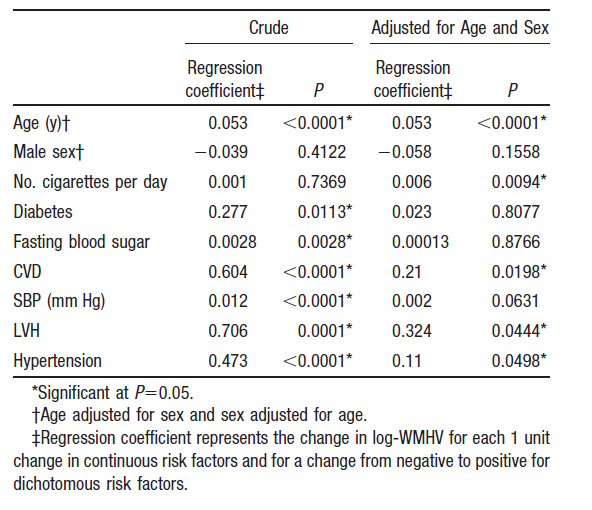 Crude Adjusted for Age and Sex
Regression Regression
coefficient‡ P coefficient‡ P
Age (y)† 0.053 <0.0001* 0.053 <0.0001*
Male sex† −0.039 0.4122 −0.058 0.1558
No. cigarettes per day 0.001 0.7369 0.006 0.0094*
Diabetes 0.277 0.0113* 0.023 0.8077
Fasting blood sugar 0.0028 0.0028* 0.00013 0.8766
CVD 0.604 <0.0001* 0.21 0.0198*
SBP (mm Hg) 0.012 <0.0001* 0.002 0.0631
LVH 0.706 0.0001* 0.324 0.0444*
Hypertension 0.473 <0.0001* 0.11 0.0498*
*Significant at P=0.05.
†Age adjusted for sex and sex adjusted for age.
‡Regression coefficient represents the change in log-WMHV for each 1 unit
change in continuous risk factors and for a change from negative to positive for
dichotomous risk factors.